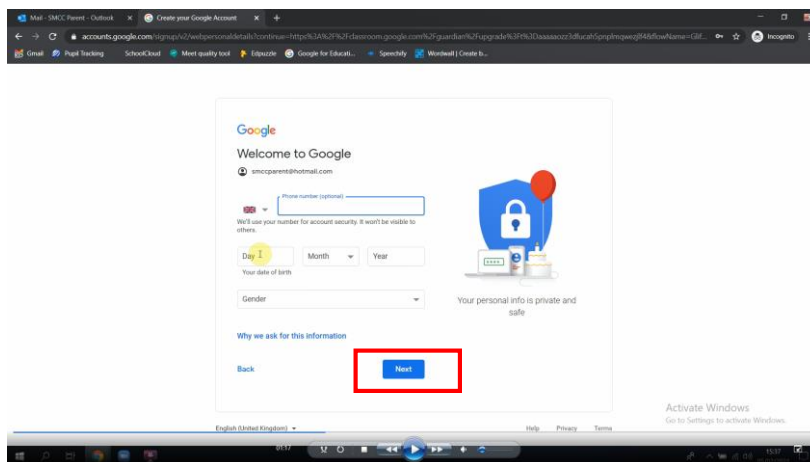 Mail - SMCC Parent - Outlook
Create your Google Account
accounts.google.com/signup/v2/webpersonaldetails?continue=https%3A%2F%2Fclassroom.google.com%2Fguardian%2Fupgrade%3Ft%3D
Incognito
Gmail Pupil Tracking SchoolCloud Meet quality tool Edpuzzle Google for Educati... Speechify Wordwall | Create b...
Google
Welcome to Google
smccparent@hotmail.com
Phone number (optional)
We'll use your number for account security. It won't be visible to
others.
Day Month Year
Your date of birth
Gender
Your personal info is private and
safe
Why we ask for this information
Back Next
Activate Windows
Go to Settings to activate Windows.
English (United Kingdom) Help Privacy Terms
15:37